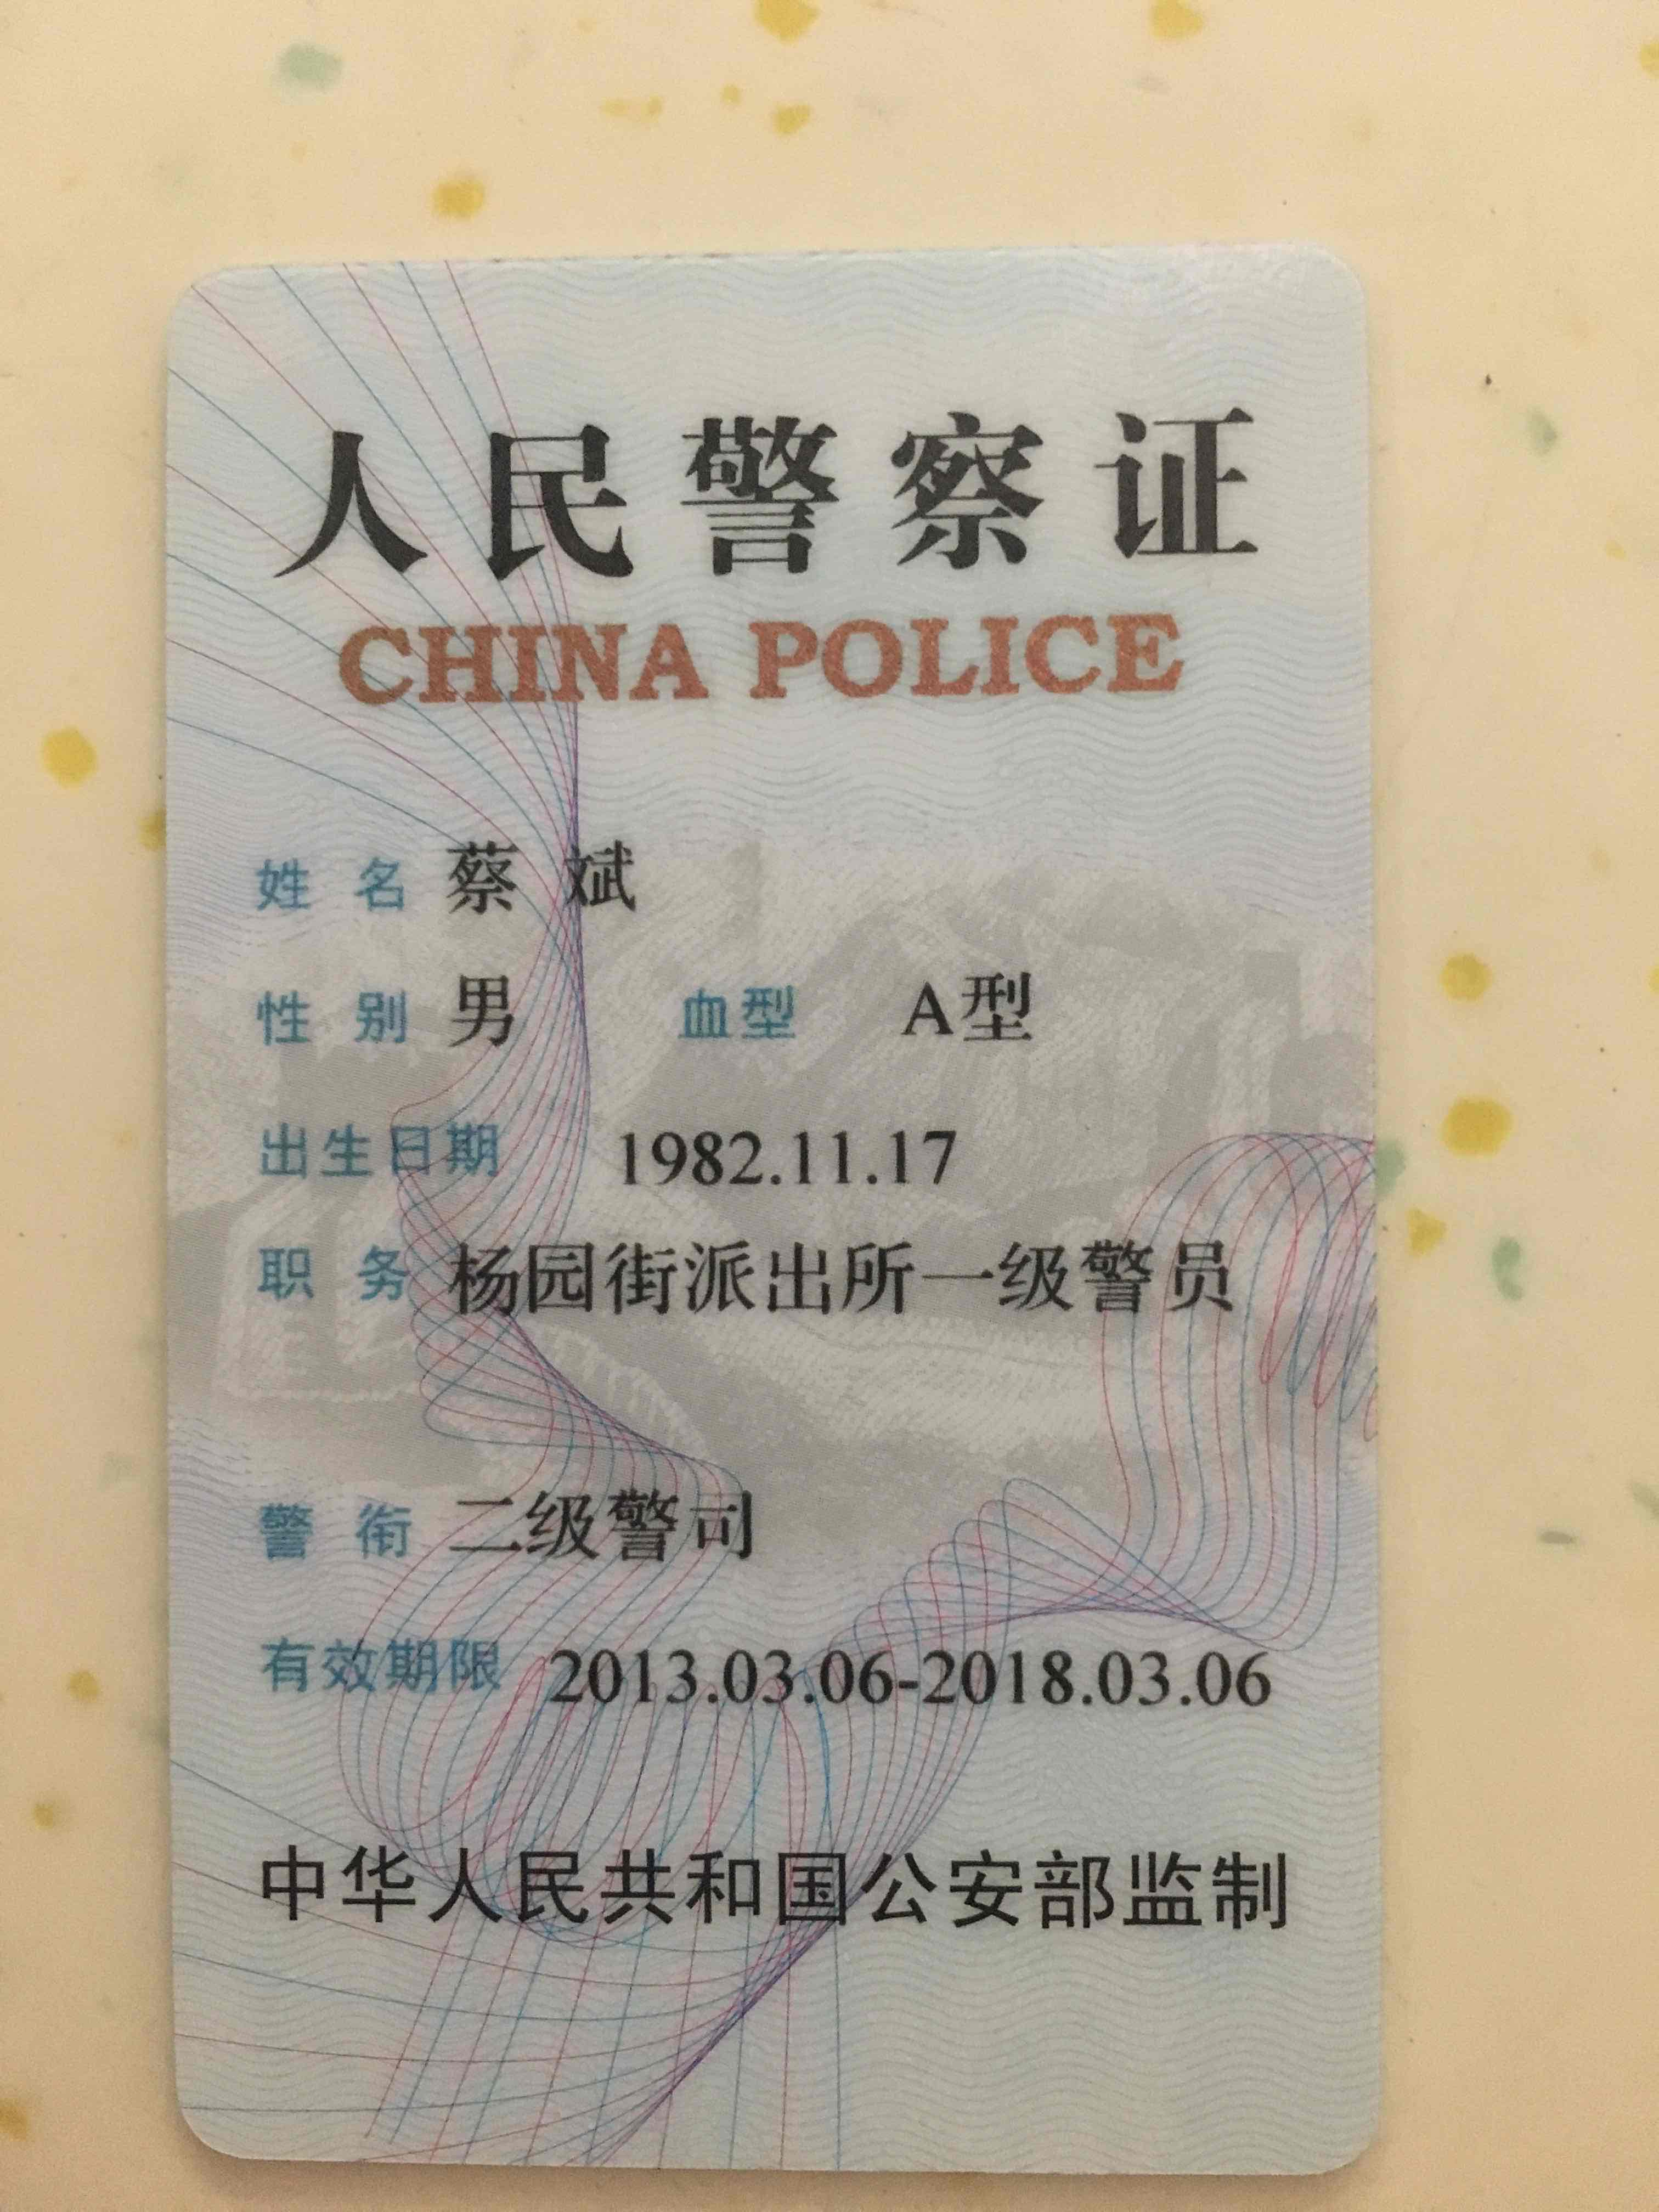 人民警察证
CHINA POLICE
姓 名 蔡 斌
性 别 男 血型 A型
出生日期 1982.11.17
职 务 杨园街派出所一级警员
警 衔 二级警司
有效期限 2013.03.06-2018.03.06
中华人民共和国公安部监制